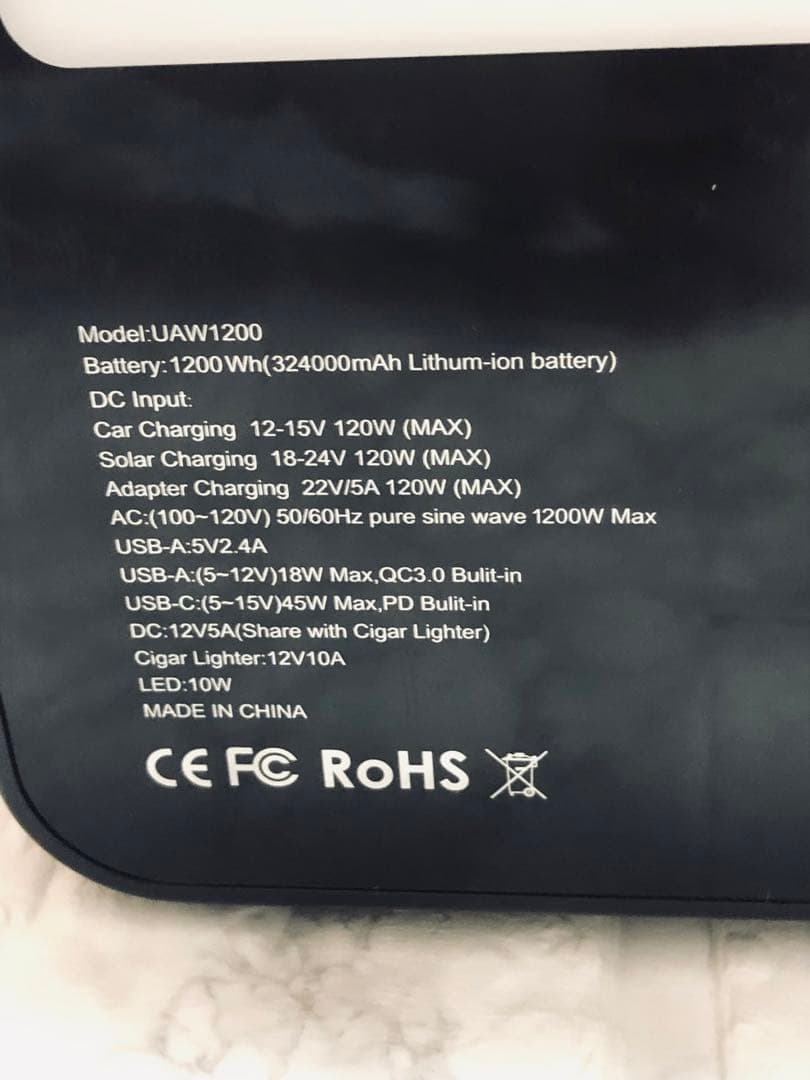 Model:UAW1200
Battery:1200Wh(324000mAh Lithum-ion battery)
DC Input:
Car Charging 12-15V 120W (MAX)
Solar Charging 18-24V 120W (MAX)
Adapter Charging 22V/5A 120W (MAX)
AC:(100~120V) 50/60Hz pure sine wave 1200W Max
USB-A:5V2.4A
USB-A:(5~12V)18W Max,QC3.0 Bulit-in
USB-C:(5~15V)45W Max,PD Bulit-in
DC:12V5A(Share with Cigar Lighter)
Cigar Lighter:12V10A
LED:10W
MADE IN CHINA
CE FC RoHS